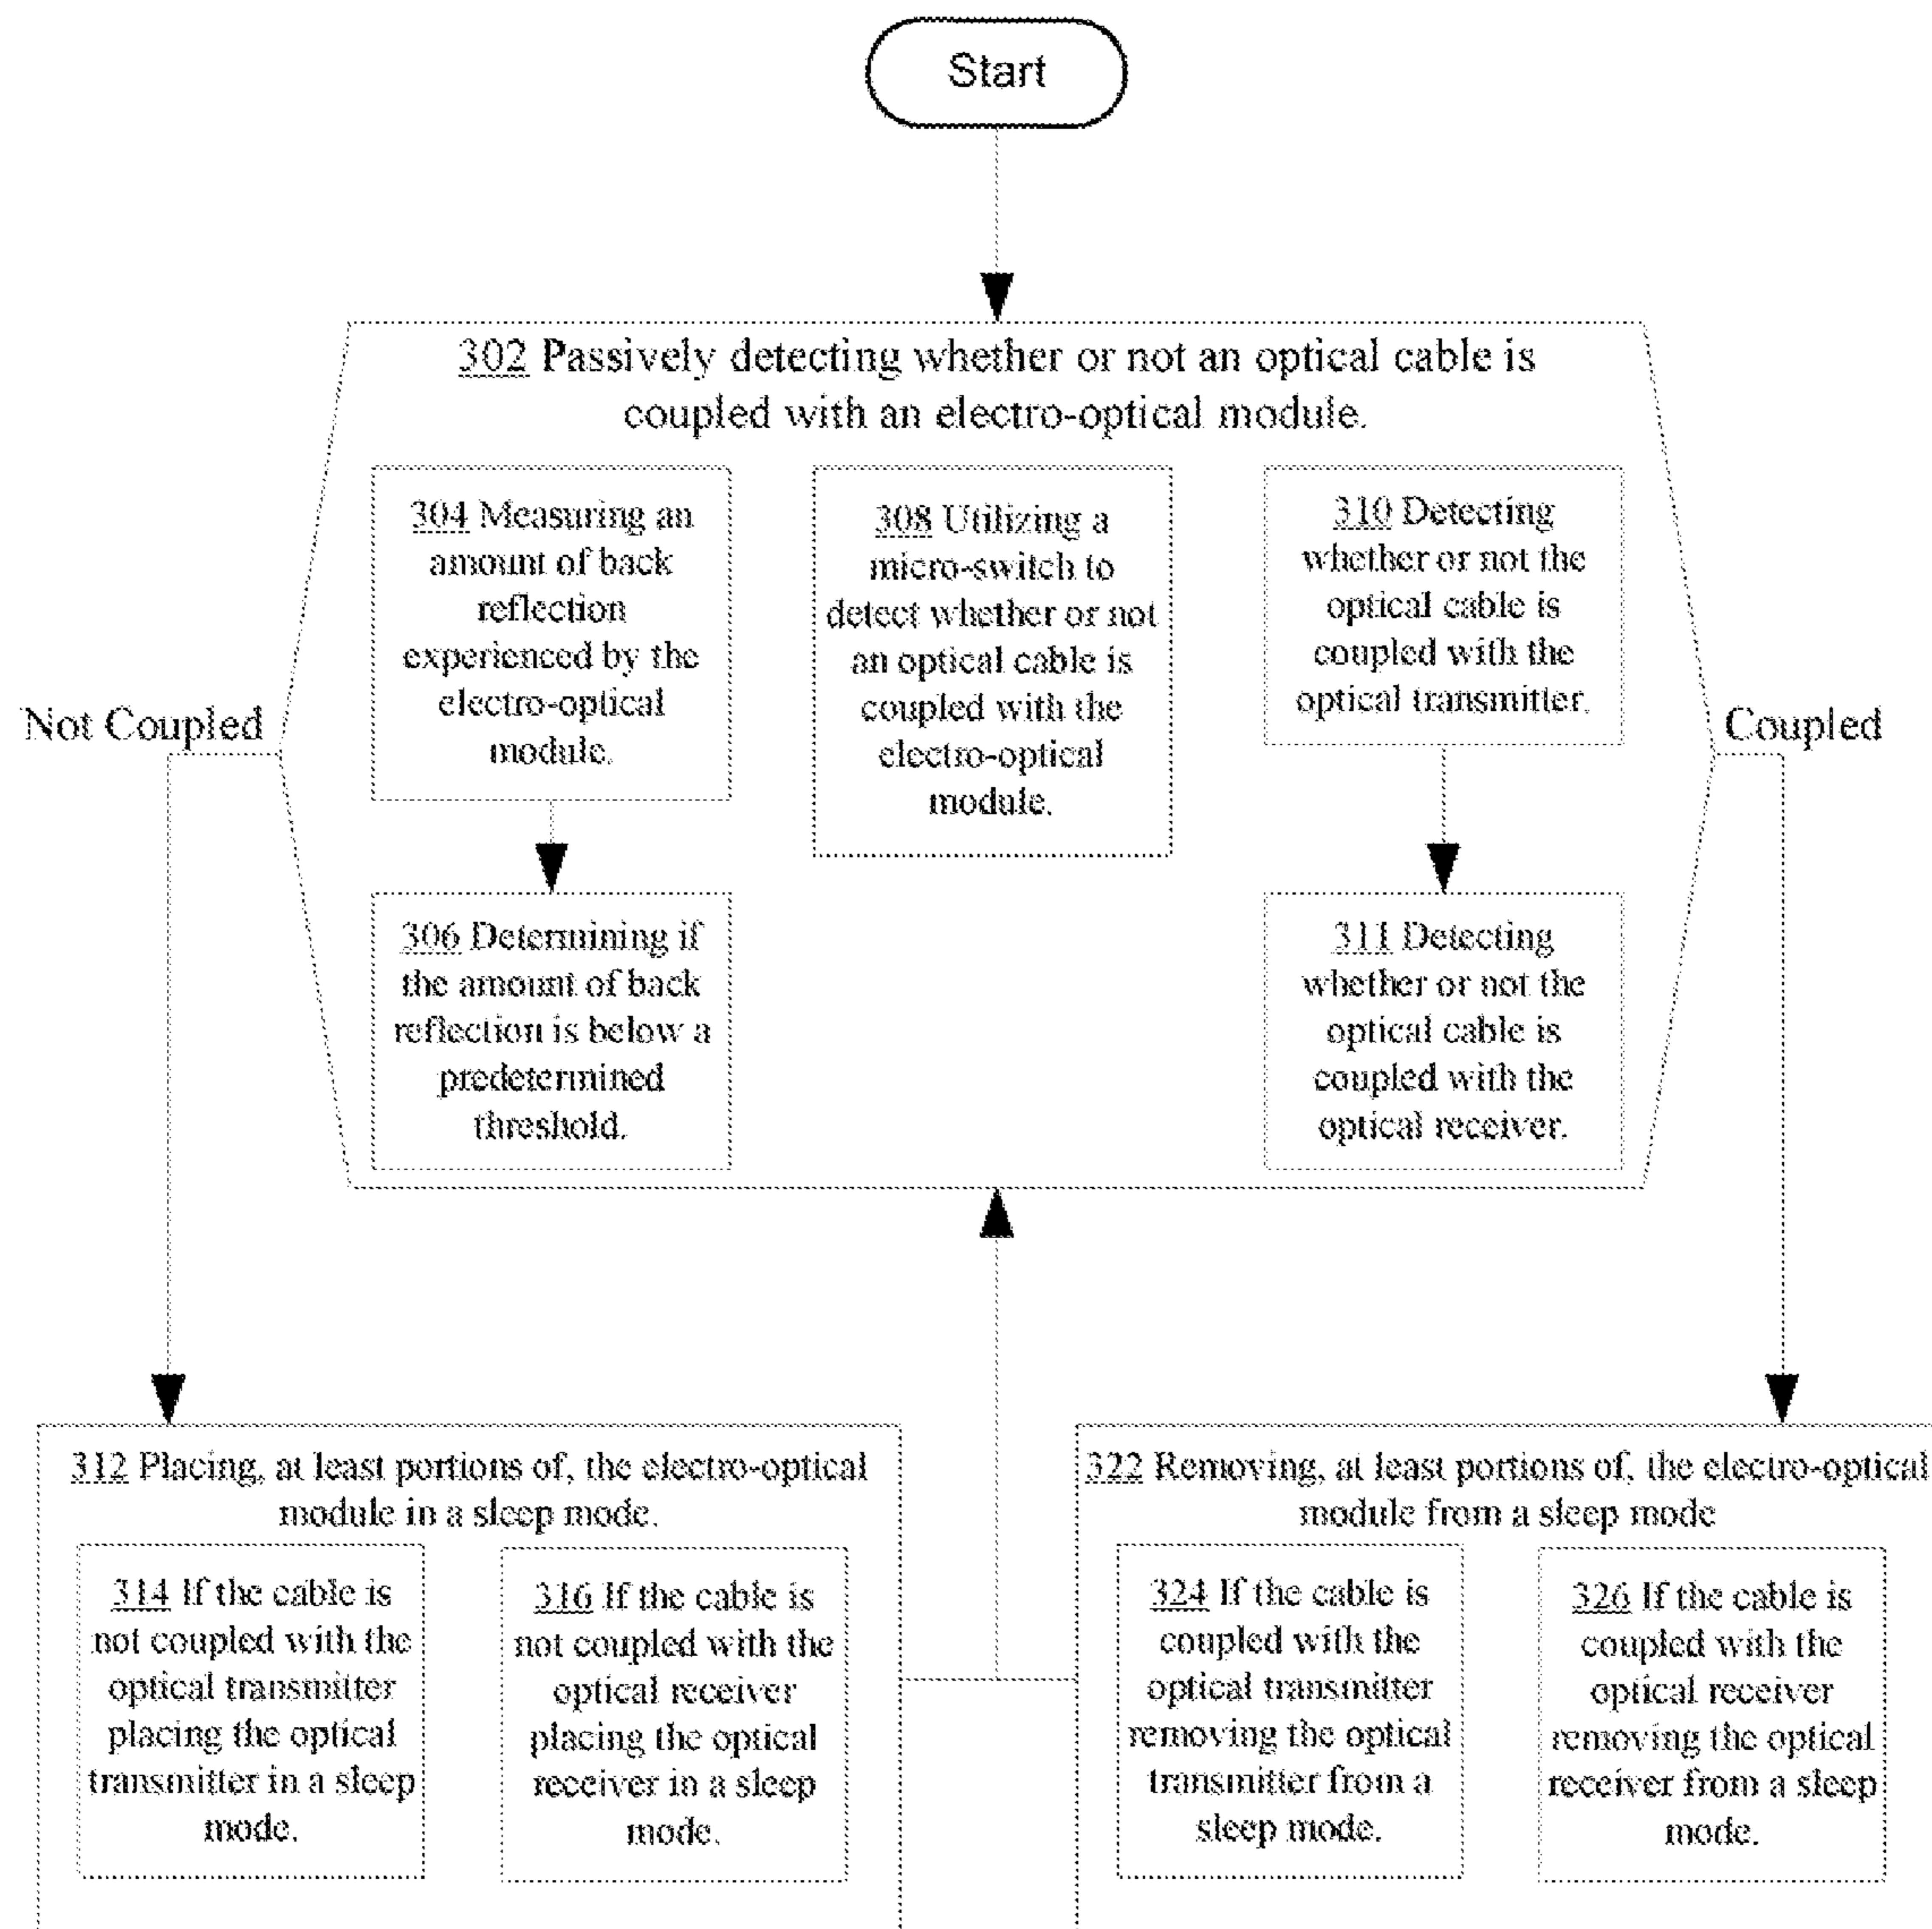 Start
302 Passively detecting whether or not an optical cable is
coupled with an electro-optical module.
304 Measuring an
amount of back
reflection
experienced by the
electro-optical
module.
308 Utilizing a
micro-switch to
detect whether or not
an optical cable is
coupled with the
electro-optical
module.
310 Detecting
whether or not the
optical cable is
coupled with the
optical transmitter.
Not Coupled
Coupled
306 Determining if
the amount of back
reflection is below a
predetermined
threshold.
311 Detecting
whether or not the
optical cable is
coupled with the
optical receiver.
312 Placing, at least portions of, the electro-optical
module in a sleep mode.
314 If the cable is
not coupled with the
optical transmitter
placing the optical
transmitter in a sleep
mode.
316 If the cable is
not coupled with the
optical receiver
placing the optical
receiver in a sleep
mode.
322 Removing, at least portions of, the electro-optical
module from a sleep mode
324 If the cable is
coupled with the
optical transmitter
removing the optical
transmitter from a
sleep mode.
326 If the cable is
coupled with the
optical receiver
removing the optical
receiver from a sleep
mode.